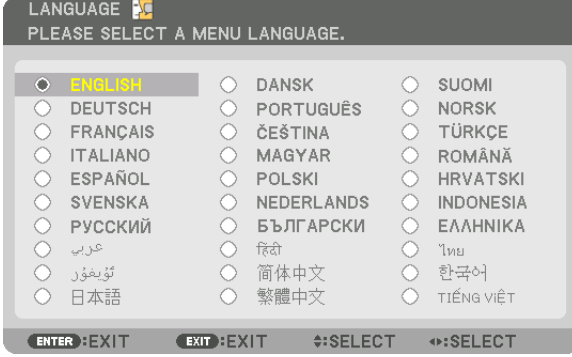 LANGUAGE
PLEASE SELECT A MENU LANGUAGE.
ENGLISH DANSK SUOMI
DEUTSCH PORTUGUÊS NORSK
FRANÇAIS ČEŠTINA TÜRKÇE
ITALIANO MAGYAR ROMÂNĂ
ESPAÑOL POLSKI HRVATSKI
SVENSKA NEDERLANDS INDONESIA
РУССКИЙ БЪЛГАРСКИ ΕΛΛΗΝΙΚΑ
عربي हिंदी ไทย
ئۇيغۇر 简体中文 한국어
日本語 繁體中文 TIẾNG VIỆT
ENTER :EXIT EXIT :EXIT :SELECT :SELECT